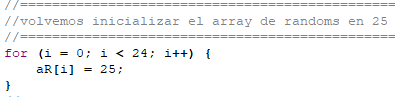 //==============================================
//volvemos inicializar el array de randoms en 25
//==============================================
for (i = 0; i < 24; i++) {
    aR[i] = 25;
}